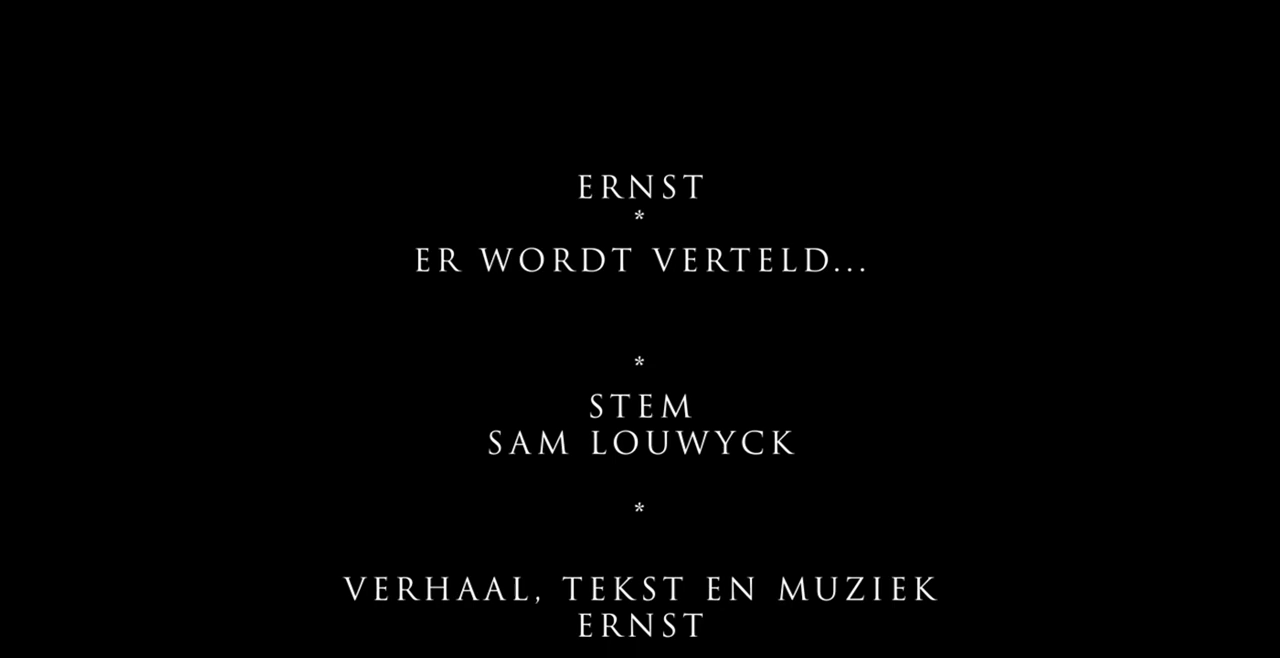 ERNST
*
ER WORDT VERTELD...
*
STEM
SAM LOUWYCK
*
VERHAAL, TEKST EN MUZIEK
ERNST